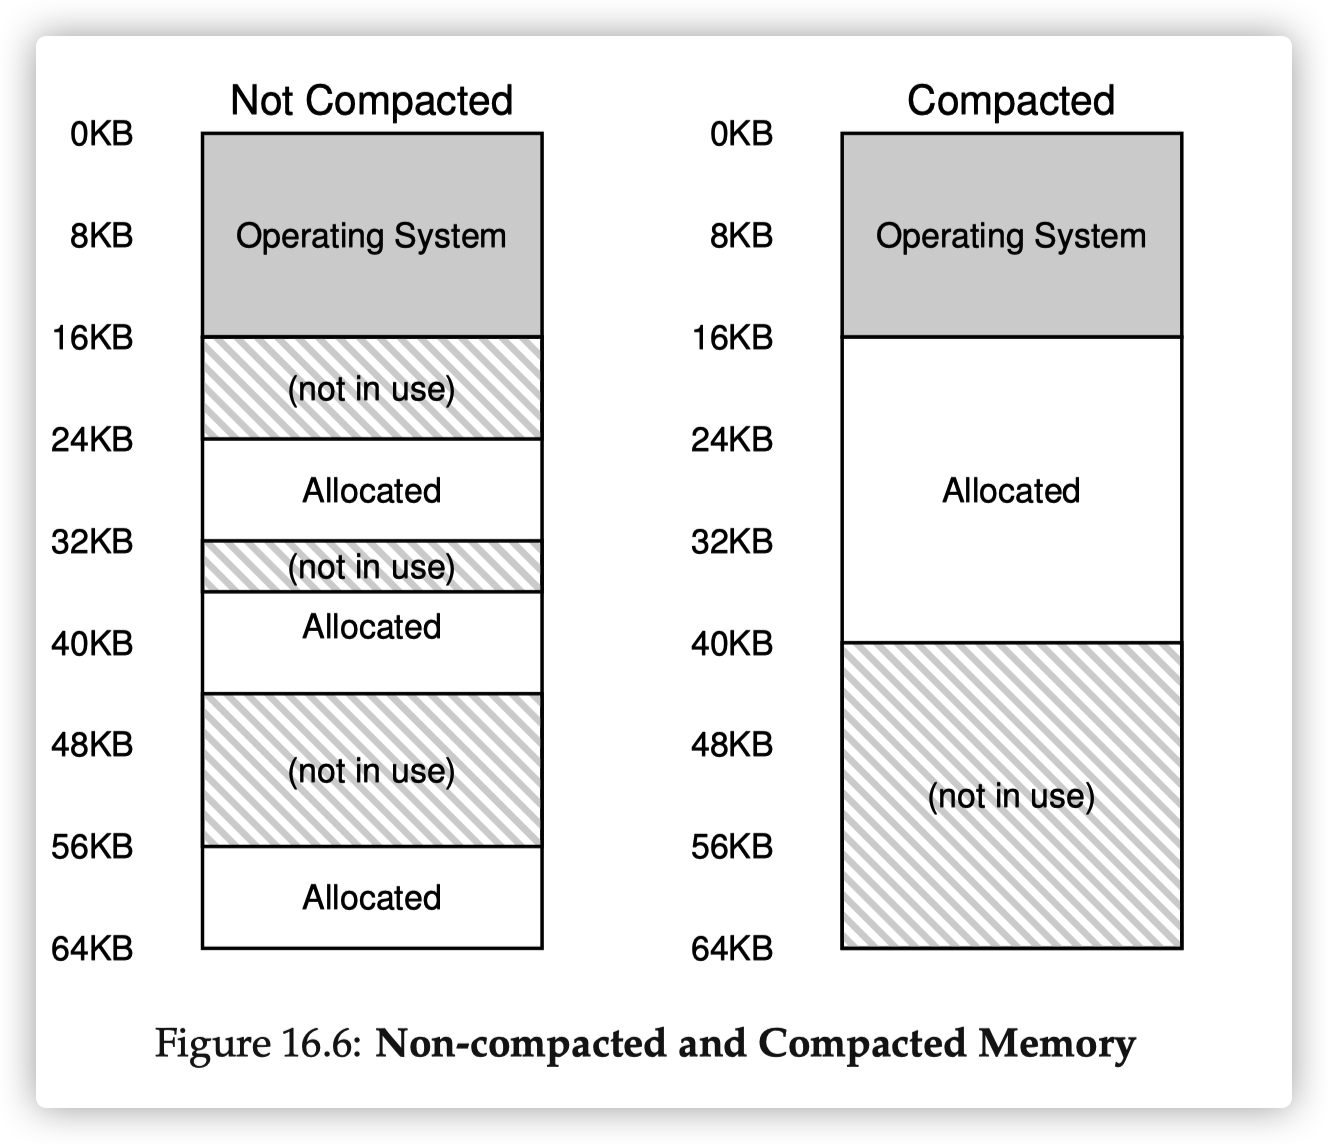 Not Compacted
0KB
8KB
Operating System
16KB
(not in use)
24KB
Allocated
32KB
(not in use)
Allocated
40KB
48KB
(not in use)
56KB
Allocated
64KB
Compacted
0KB
8KB
Operating System
16KB
24KB
Allocated
32KB
40KB
48KB
(not in use)
56KB
64KB
Figure 16.6: Non-compacted and Compacted Memory